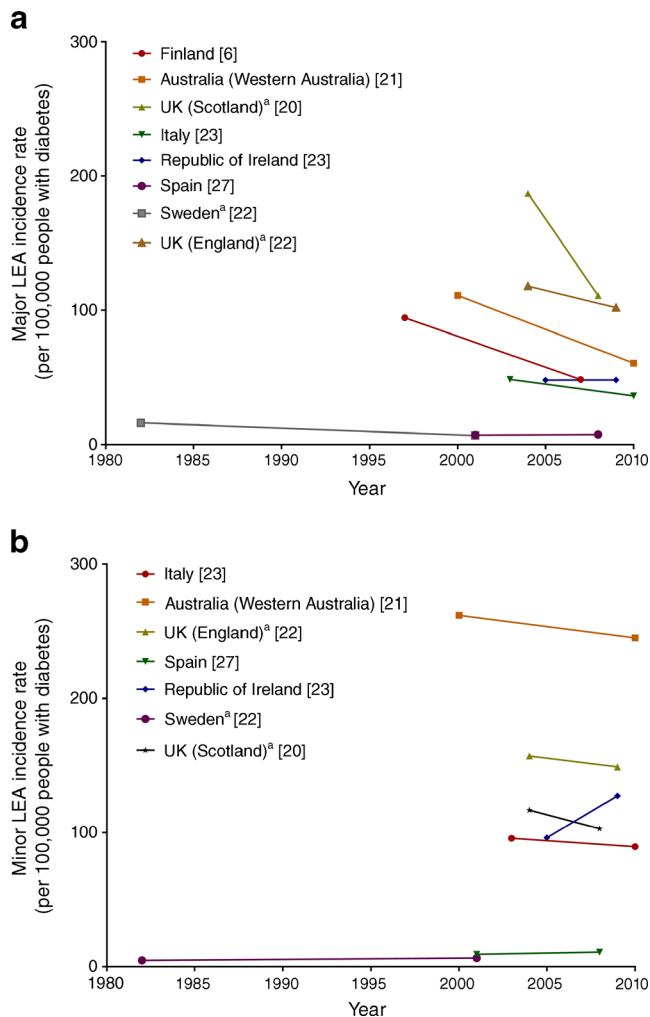 a
Major LEA incidence rate
(per 100,000 people with diabetes)
300
200
100
0
Finland [6]
Australia (Western Australia) [21]
UK (Scotland)a [20]
Italy [23]
Republic of Ireland [23]
Spain [27]
Swedena [22]
UK (England)a [22]
1980 1985 1990 1995 2000 2005 2010
Year
b
Minor LEA incidence rate
(per 100,000 people with diabetes)
300
200
100
0
Italy [23]
Australia (Western Australia) [21]
UK (England)a [22]
Spain [27]
Republic of Ireland [23]
Swedena [22]
UK (Scotland)a [20]
1980 1985 1990 1995 2000 2005 2010
Year